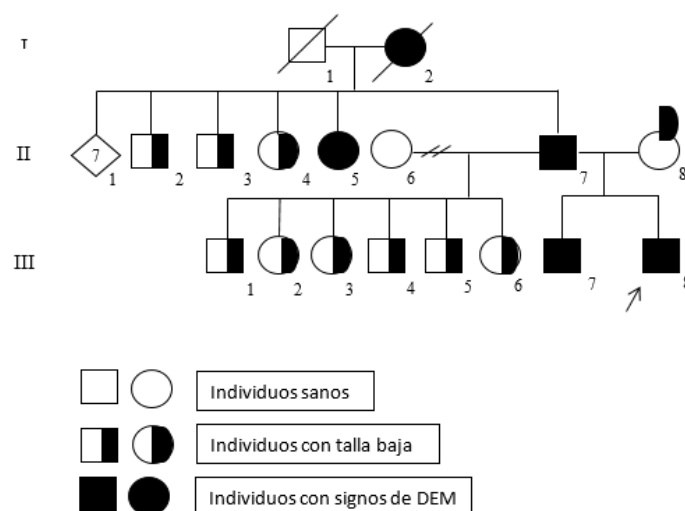 I
1 2
II
7
1 2 3 4 5 6 7 8
III
1 2 3 4 5 6 7 8
Individuos sanos
Individuos con talla baja
Individuos con signos de DEM